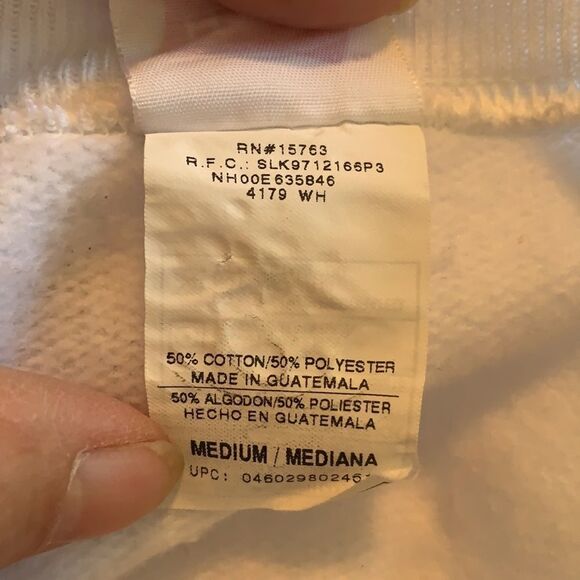 RN#15763
R.F.C.: SLK9712166P3
NH00E635846
4179 WH
50% COTTON/50% POLYESTER
MADE IN GUATEMALA
50% ALGODON/50% POLIESTER
HECHO EN GUATEMALA
MEDIUM / MEDIANA
UPC: